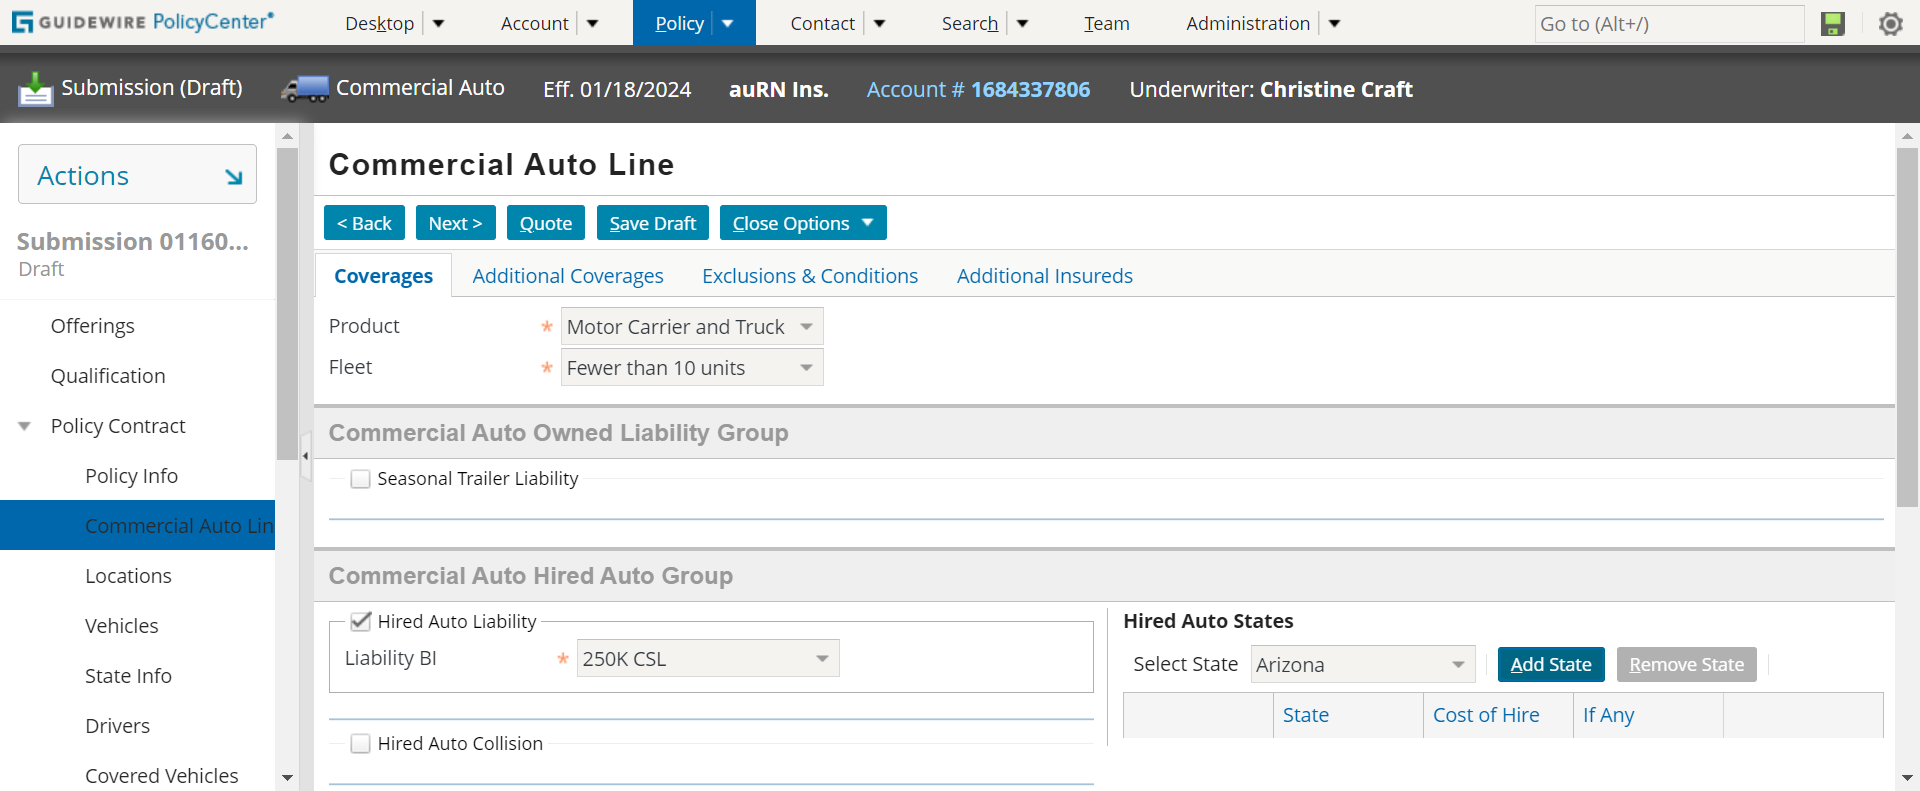 GUIDEWIRE PolicyCenter®
Desktop
Account
Policy
Contact
Search
Team
Administration
Go to (Alt+/)
Submission (Draft)
Commercial Auto
Eff. 01/18/2024
auRN Ins.
Account # 1684337806
Underwriter: Christine Craft
Actions
Submission 01160...
Draft
Offerings
Qualification
Policy Contract
Policy Info
Commercial Auto Lin
Locations
Vehicles
State Info
Drivers
Covered Vehicles
Commercial Auto Line
< Back
Next >
Quote
Save Draft
Close Options
Coverages
Additional Coverages
Exclusions & Conditions
Additional Insureds
Product * Motor Carrier and Truck
Fleet * Fewer than 10 units
Commercial Auto Owned Liability Group
Seasonal Trailer Liability
Commercial Auto Hired Auto Group
Hired Auto Liability
Liability BI * 250K CSL
Hired Auto Collision
Hired Auto States
Select State Arizona
Add State
Remove State
State
Cost of Hire
If Any